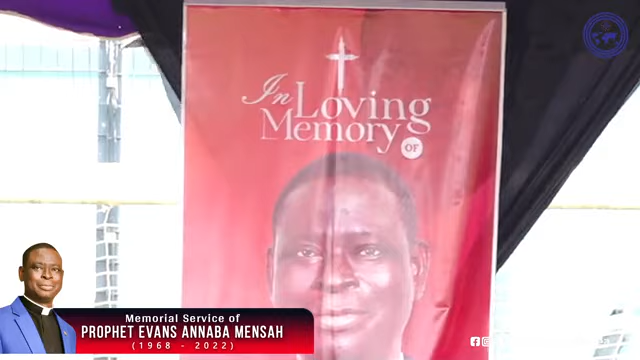 In Loving
Memory
OF
Memorial Service of
PROPHET EVANS ANNABA MENSAH
(1968 - 2022)